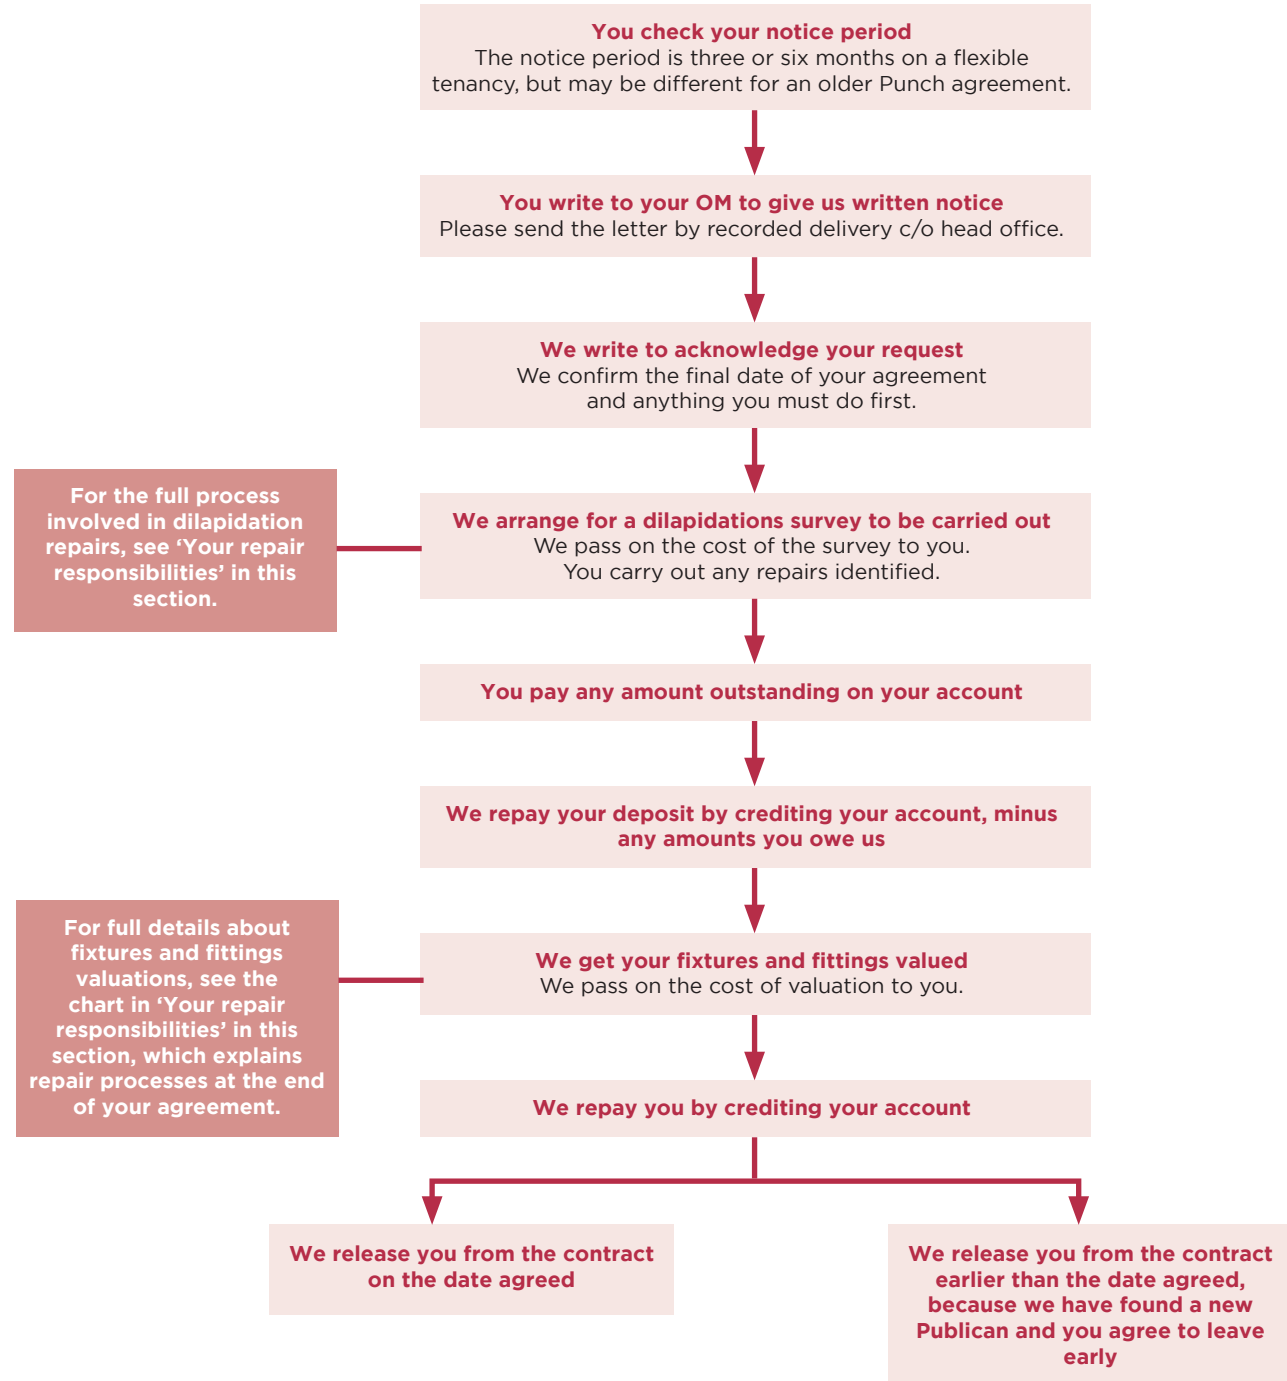 You check your notice period
The notice period is three or six months on a flexible
tenancy, but may be different for an older Punch agreement.
You write to your OM to give us written notice
Please send the letter by recorded delivery c/o head office.
We write to acknowledge your request
We confirm the final date of your agreement
and anything you must do first.
For the full process
involved in dilapidation
repairs, see ‘Your repair
responsibilities’ in this
section.
We arrange for a dilapidations survey to be carried out
We pass on the cost of the survey to you.
You carry out any repairs identified.
You pay any amount outstanding on your account
We repay your deposit by crediting your account, minus
any amounts you owe us
For full details about
fixtures and fittings
valuations, see the
chart in ‘Your repair
responsibilities’ in this
section, which explains
repair processes at the end
of your agreement.
We get your fixtures and fittings valued
We pass on the cost of valuation to you.
We repay you by crediting your account
We release you from the contract
on the date agreed
We release you from the contract
earlier than the date agreed,
because we have found a new
Publican and you agree to leave
early